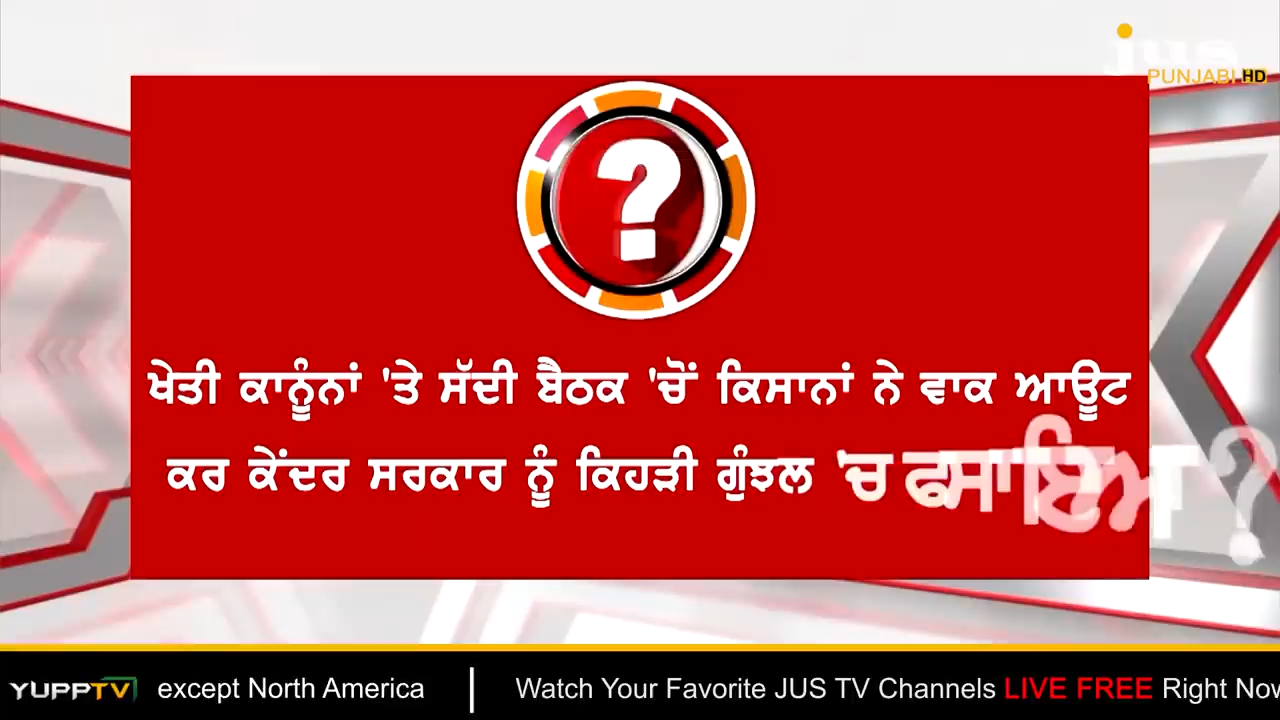 jus
PUNJABI HD
?
ਖੇਤੀ ਕਾਨੂੰਨਾਂ 'ਤੇ ਸੱਦੀ ਬੈਠਕ 'ਚੋਂ ਕਿਸਾਨਾਂ ਨੇ ਵਾਕ ਆਊਟ
ਕਰ ਕੇਂਦਰ ਸਰਕਾਰ ਨੂੰ ਕਿਹੜੀ ਗੁੰਝਲ 'ਚ ਫਸਾਇਆ ?
YUPPTV except North America | Watch Your Favorite JUS TV Channels LIVE FREE Right Now